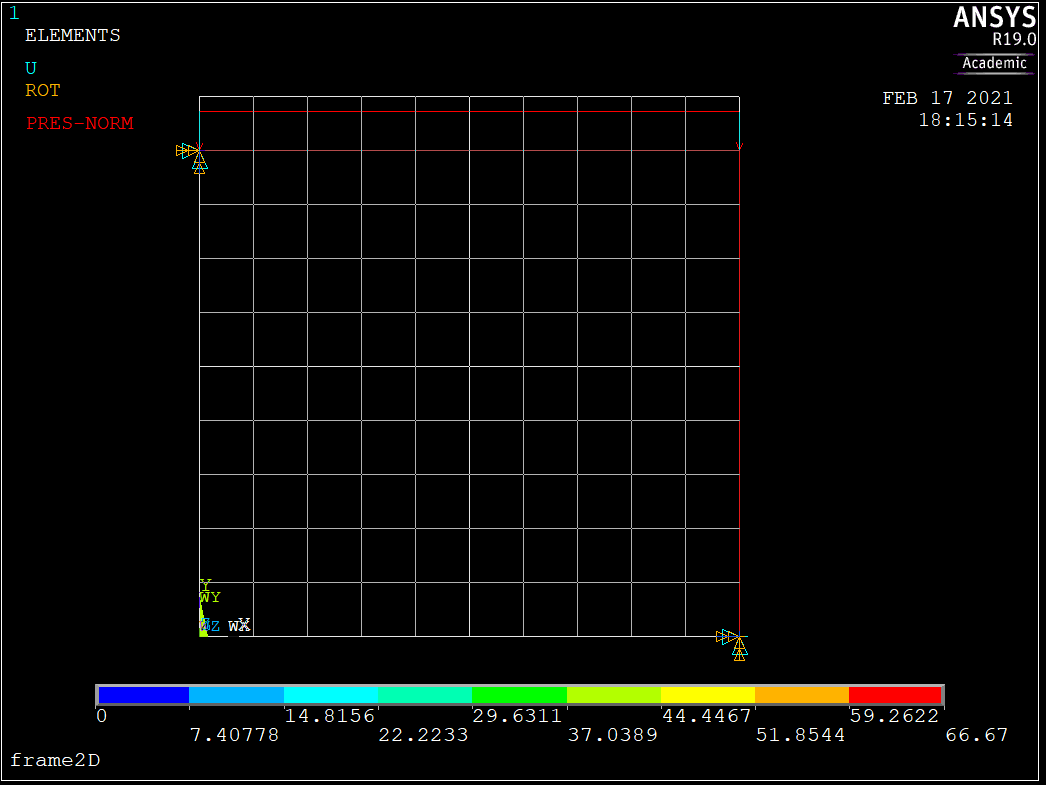 1
ELEMENTS
ANSYS
R19.0
Academic
U
ROT
PRES-NORM
FEB 17 2021
18:15:14
Y
WY
Z wX
0 14.8156 29.6311 44.4467 59.2622
7.40778 22.2233 37.0389 51.8544 66.67
frame2D